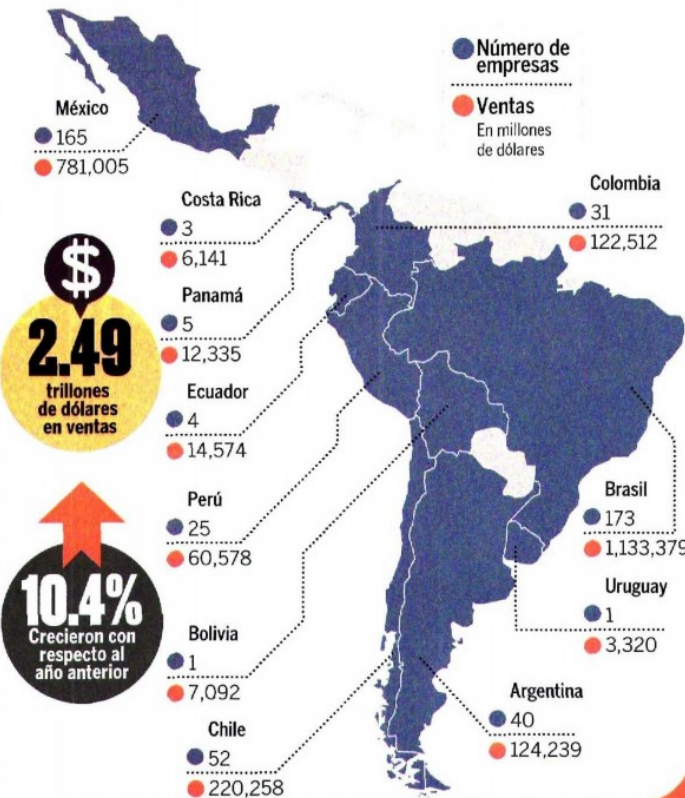 Número de
empresas
Ventas
En millones
de dólares
México
165
781,005
Costa Rica
3
6,141
Panamá
5
12,335
Ecuador
4
14,574
Perú
25
60,578
Bolivia
1
7,092
Chile
52
220,258
Colombia
31
122,512
Brasil
173
1,133,379
Uruguay
1
3,320
Argentina
40
124,239
$
2.49
trillones
de dólares
en ventas
10.4%
Crecieron con
respecto al
año anterior